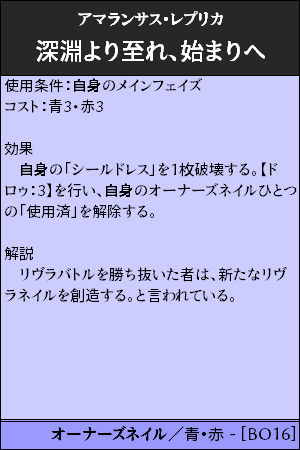 アマランサス・レプリカ
深淵より至れ、始まりへ
使用条件：自身のメインフェイズ
コスト：青3・赤3
効果
　自身の「シールドレス」を1枚破壊する。【ド
ロゥ：3】を行い、自身のオーナーズネイルひとつ
の「使用済」を解除する。
解説
　リヴラバトルを勝ち抜いた者は、新たなリヴ
ラネイルを創造する。と言われている。
オーナーズネイル／青・赤 - [BO16]